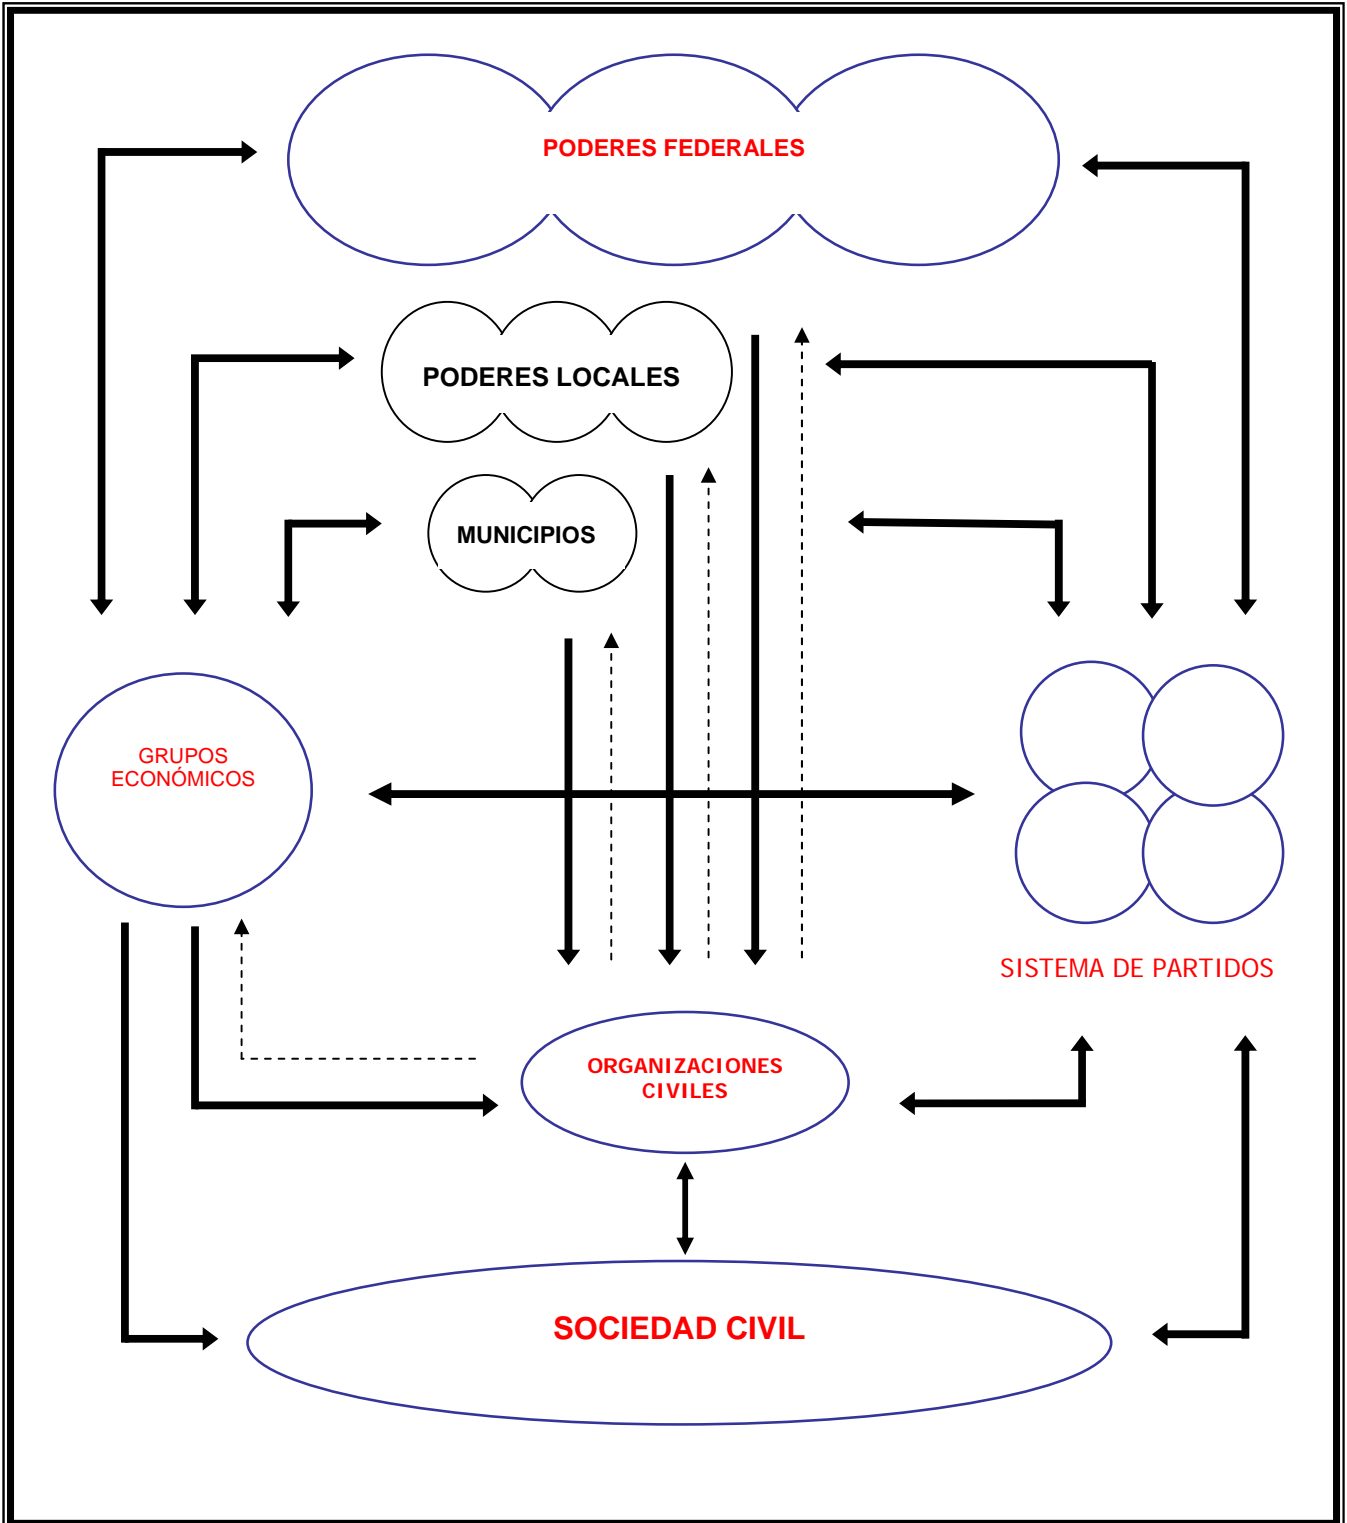 PODERES FEDERALES
PODERES LOCALES
MUNICIPIOS
GRUPOS
ECONÓMICOS
SISTEMA DE PARTIDOS
ORGANIZACIONES
CIVILES
SOCIEDAD CIVIL